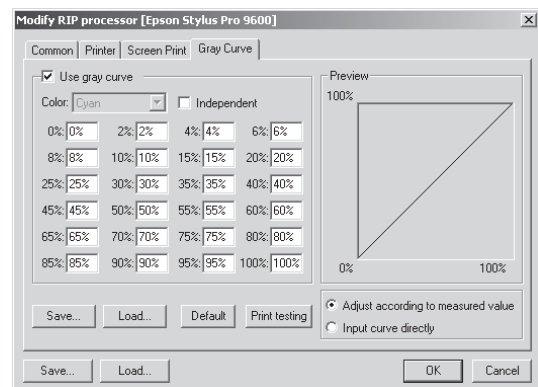 Modify RIP processor [Epson Stylus Pro 9600]
Common Printer Screen Print Gray Curve
Use gray curve
Color: Cyan Independent
0%: 0% 2%: 2% 4%: 4% 6%: 6%
8%: 8% 10%: 10% 15%: 15% 20%: 20%
25%: 25% 30%: 30% 35%: 35% 40%: 40%
45%: 45% 50%: 50% 55%: 55% 60%: 60%
65%: 65% 70%: 70% 75%: 75% 80%: 80%
85%: 85% 90%: 90% 95%: 95% 100%: 100%
Save... Load... Default Print testing
Preview
100%
0% 100%
Adjust according to measured value
Input curve directly
Save... Load... OK Cancel